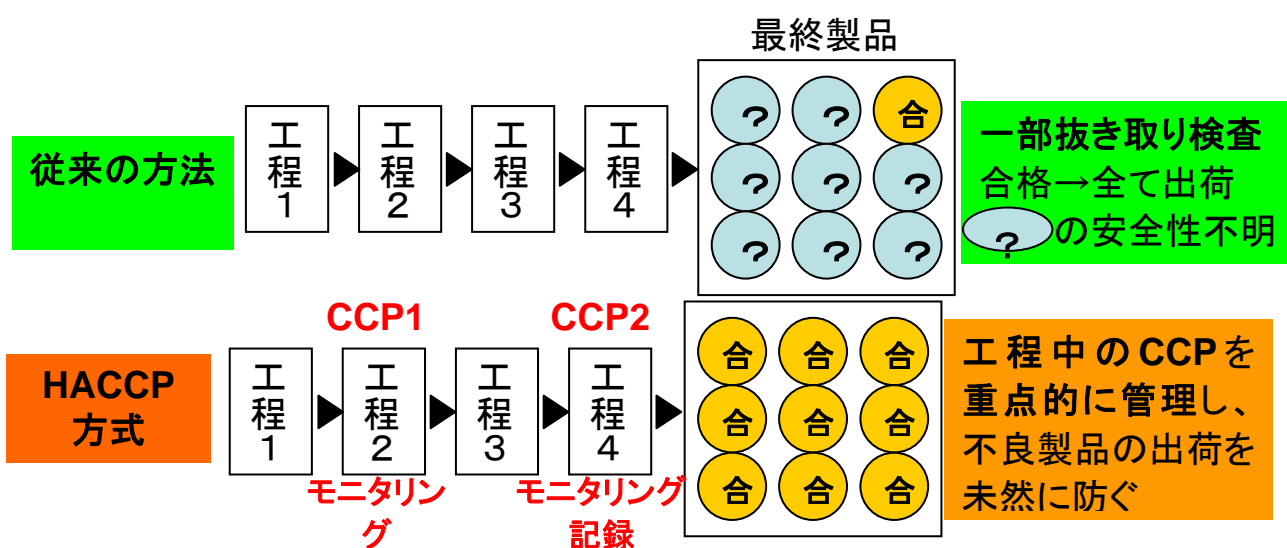 最終製品
従来の方法
工程1
工程2
工程3
工程4
? ? 合
? ? ?
? ? ?
一部抜き取り検査
合格→全て出荷
?の安全性不明
CCP1
CCP2
HACCP
方式
工程1
工程2
工程3
工程4
モニタリン
グ
モニタリング
記録
合 合 合
合 合 合
合 合 合
工程中のCCPを
重点的に管理し、
不良製品の出荷を
未然に防ぐ